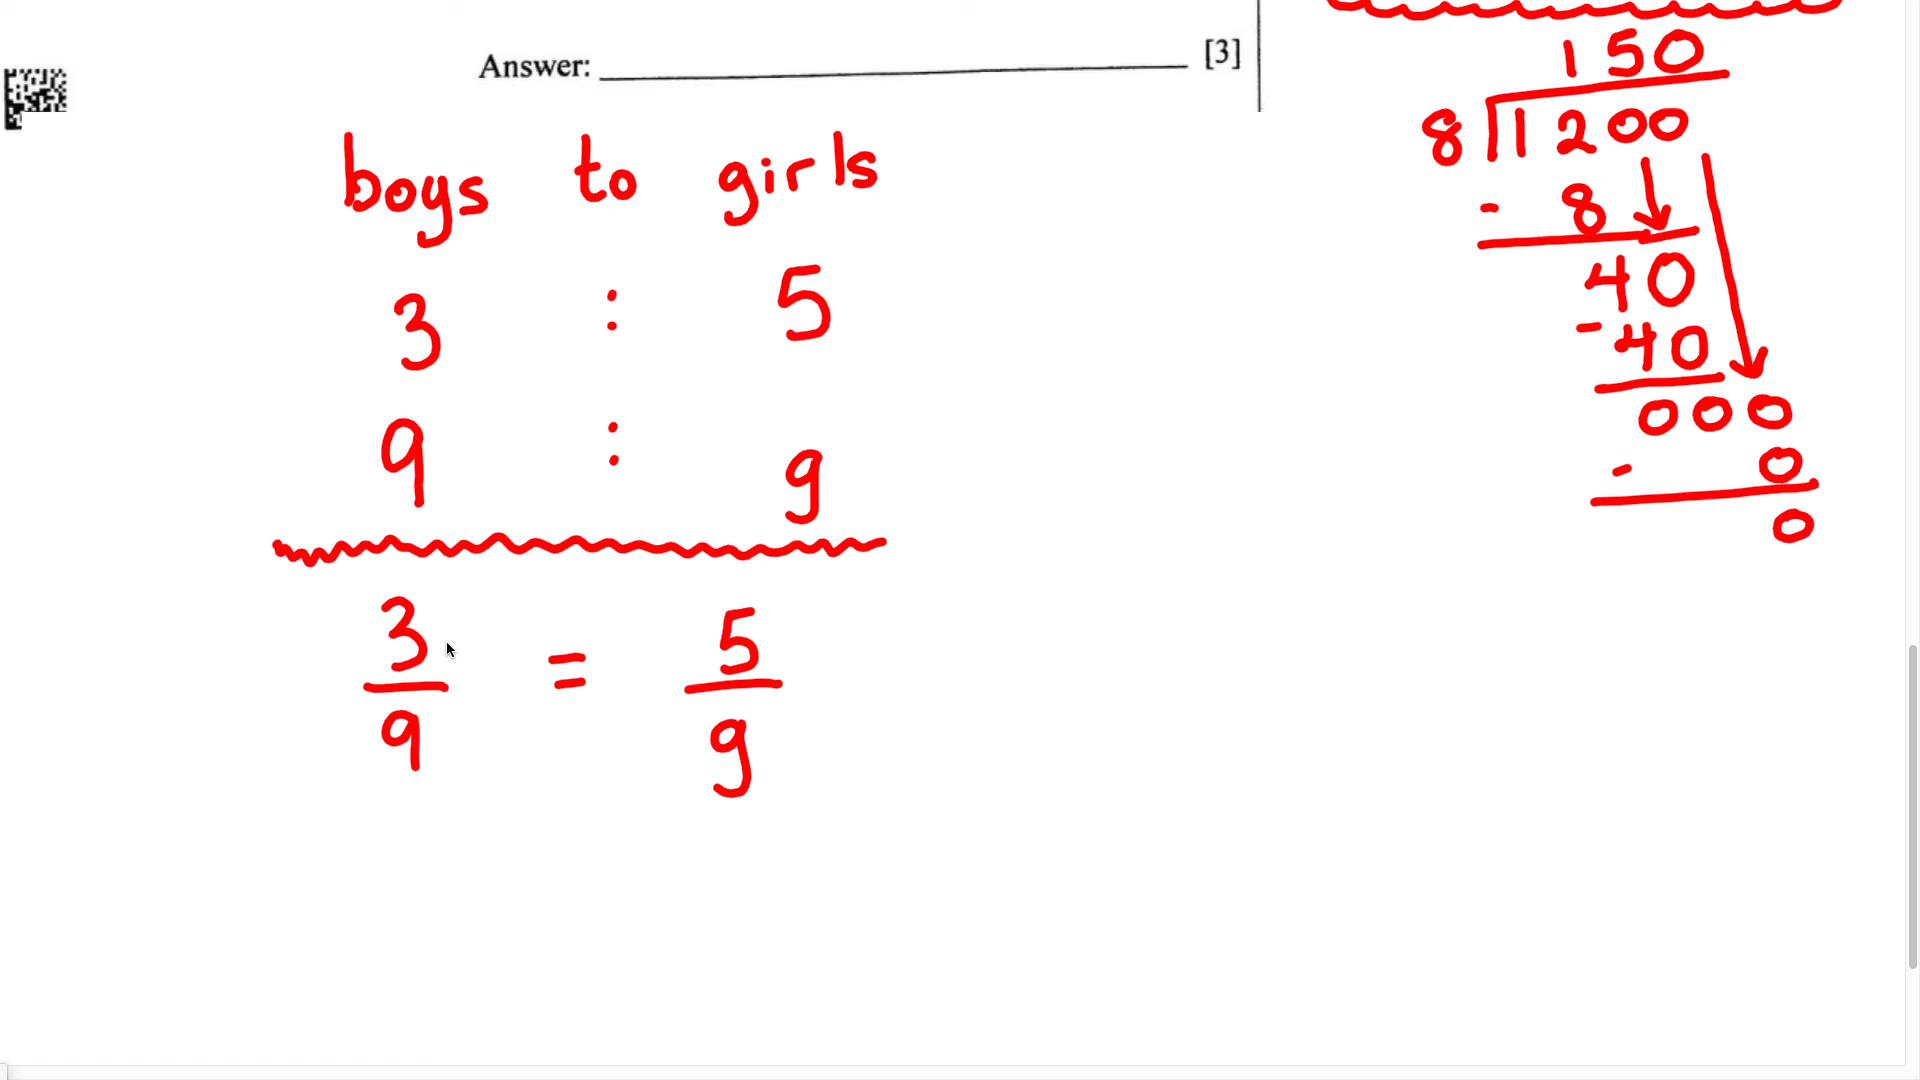 Answer: ____________ [3]
boys to girls
3 : 5
9 : g
3/9 = 5/g
150
8 1200
- 8
40
- 40
000
- 0
0